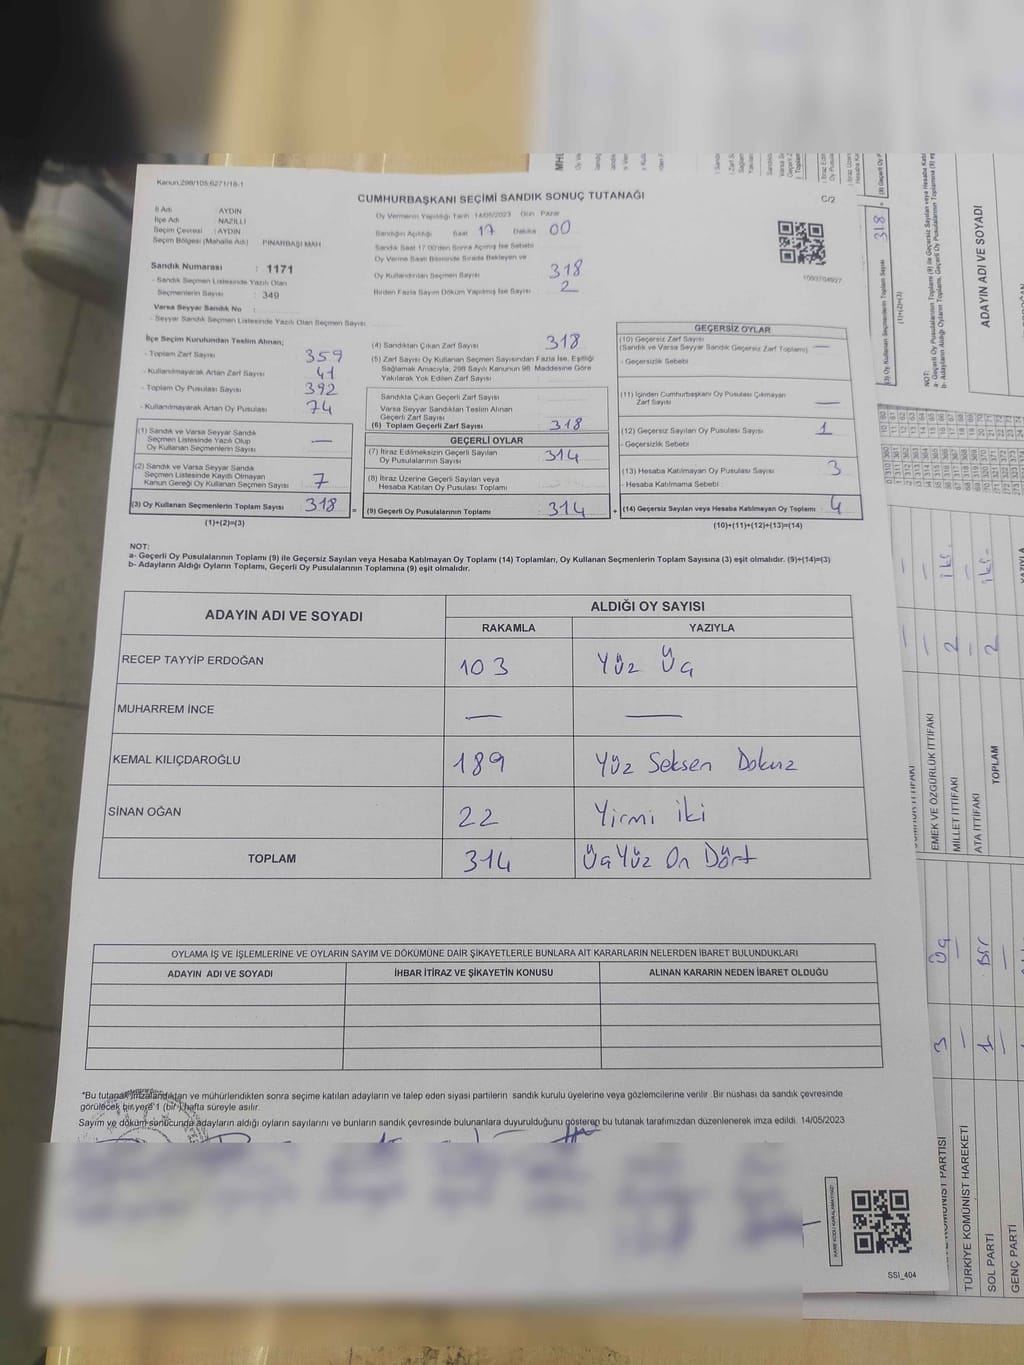 Kanun:298/105:6271/18-1
CUMHURBAŞKANI SEÇİMİ SANDIK SONUÇ TUTANAĞI
C/2
İl Adı : AYDIN
İlçe Adı : NAZİLLİ
Seçim Çevresi : AYDIN
Seçim Bölgesi (Mahalle Adı) : PINARBAŞI MAH.
Oy Vermenin Yapıldığı Tarih 14/05/2023 Gün Pazar
Sandığın Açıldığı : Saat 17 Dakika 00
Sandık Saat 17:00'den Sonra Açılmış İse Sebebi
Oy Verme Saati Bitiminde Sırada Bekleyen ve
Oy Kullandırılan Seçmen Sayısı 318
Birden Fazla Sayım Döküm Yapılmış İse Sayısı : 2
Sandık Numarası : 1171
- Sandık Seçmen Listesinde Yazılı Olan
Seçmenlerin Sayısı : 349
Varsa Seyyar Sandık No :
- Seyyar Sandık Seçmen Listesinde Yazılı Olan Seçmen Sayısı :
İlçe Seçim Kurulundan Teslim Alınan;
- Toplam Zarf Sayısı : 359
- Kullanılmayarak Artan Zarf Sayısı : 41
- Toplam Oy Pusulası Sayısı : 392
- Kullanılmayarak Artan Oy Pusulası : 74
(1) Sandık ve Varsa Seyyar Sandık
Seçmen Listesinde Yazılı Olup
Oy Kullanan Seçmenlerin Sayısı : —
(2) Sandık ve Varsa Seyyar Sandık
Seçmen Listesinde Kayıtlı Olmayan
Kanun Gereği Oy Kullanan Seçmen Sayısı : 7
(3) Oy Kullanan Seçmenlerin Toplam Sayısı : 318
(1)+(2)=(3)
(4) Sandıktan Çıkan Zarf Sayısı : 318
(5) Zarf Sayısı Oy Kullanan Seçmen Sayısından Fazla İse, Eşitliği
Sağlamak Amacıyla, 298 Sayılı Kanunun 98. Maddesine Göre
Yakılarak Yok Edilen Zarf Sayısı :
Sandıkta Çıkan Geçerli Zarf Sayısı
Varsa Seyyar Sandıktan Teslim Alınan
Geçerli Zarf Sayısı
(6) Toplam Geçerli Zarf Sayısı : 318
GEÇERLİ OYLAR
(7) İtiraz Edilmeksizin Geçerli Sayılan
Oy Pusulalarının Sayısı : 314
(8) İtiraz Üzerine Geçerli Sayılan veya
Hesaba Katılan Oy Pusulaları Toplamı :
(9) Geçerli Oy Pusulalarının Toplamı : 314
GEÇERSİZ OYLAR
(10) Geçersiz Zarf Sayısı
(Sandık ve Varsa Seyyar Sandık Geçersiz Zarf Toplamı) : —
- Geçersizlik Sebebi :
(11) İçinden Cumhurbaşkanı Oy Pusulası Çıkmayan
Zarf Sayısı : —
(12) Geçersiz Sayılan Oy Pusulası Sayısı : 1
- Geçersizlik Sebebi :
(13) Hesaba Katılmayan Oy Pusulası Sayısı : 3
- Hesaba Katılmama Sebebi :
(14) Geçersiz Sayılan veya Hesaba Katılmayan Oy Toplamı : 4
(10)+(11)+(12)+(13)=(14)
NOT:
a- Geçerli Oy Pusulalarının Toplamı (9) ile Geçersiz Sayılan veya Hesaba Katılmayan Oy Toplamı (14) Toplamları, Oy Kullanan Seçmenlerin Toplam Sayısına (3) eşit olmalıdır. (9)+(14)=(3)
b- Adayların Aldığı Oyların Toplamı, Geçerli Oy Pusulalarının Toplamına (9) eşit olmalıdır.
ADAYIN ADI VE SOYADI
ALDIĞI OY SAYISI
RAKAMLA YAZIYLA
RECEP TAYYİP ERDOĞAN 103 Yüz Üç
MUHARREM İNCE — —
KEMAL KILIÇDAROĞLU 189 Yüz Seksen Dokuz
SİNAN OĞAN 22 Yirmi iki
TOPLAM 314 Üç Yüz On Dört
OYLAMA İŞ VE İŞLEMLERİNE VE OYLARIN SAYIM VE DÖKÜMÜNE DAİR ŞİKAYETLERLE BUNLARA AİT KARARLARIN NELERDEN İBARET BULUNDUKLARI
ADAYIN ADI VE SOYADI İHBAR İTİRAZ VE ŞİKAYETİN KONUSU ALINAN KARARIN NEDEN İBARET OLDUĞU
*Bu tutanak imzalandıktan ve mühürlendikten sonra seçime katılan adayların ve talep eden siyasi partilerin sandık kurulu üyelerine veya gözlemcilerine verilir. Bir nüshası da sandık çevresinde
görülecek bir yere 1 (bir) hafta süreyle asılır.
Sayım ve döküm sonucunda adayların aldığı oyların sayılarını ve bunların sandık çevresinde bulunanlara duyurulduğunu gösteren bu tutanak tarafımızdan düzenlenerek imza edildi. 14/05/2023
SSI_404
ADAYIN ADI VE SOYADI
EMEK VE ÖZGÜRLÜK İTTİFAKI 3 Üç
MİLLET İTTİFAKI
ATA İTTİFAKI 1 Bir
TOPLAM
TÜRKİYE KOMÜNİST HAREKETİ
SOL PARTİ
GENÇ PARTİ